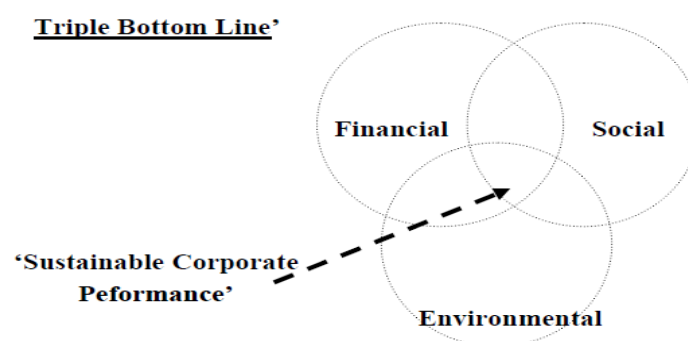 Triple Bottom Line’
Financial
Social
‘Sustainable Corporate
Peformance’
Environmental